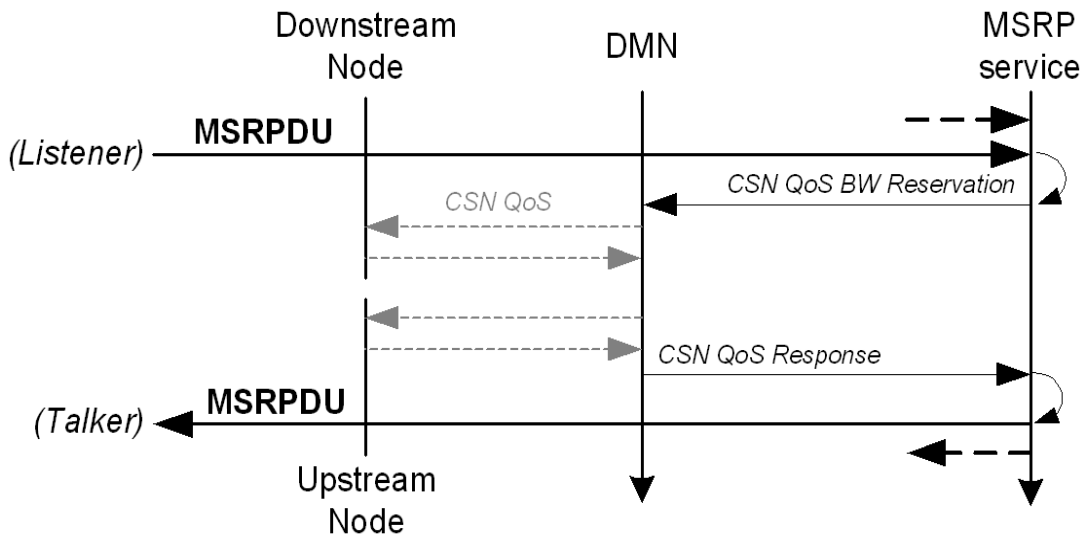 Downstream
Node
DMN
MSRP
service
MSRPDU
(Listener)
CSN QoS BW Reservation
CSN QoS
CSN QoS Response
MSRPDU
(Talker)
Upstream
Node